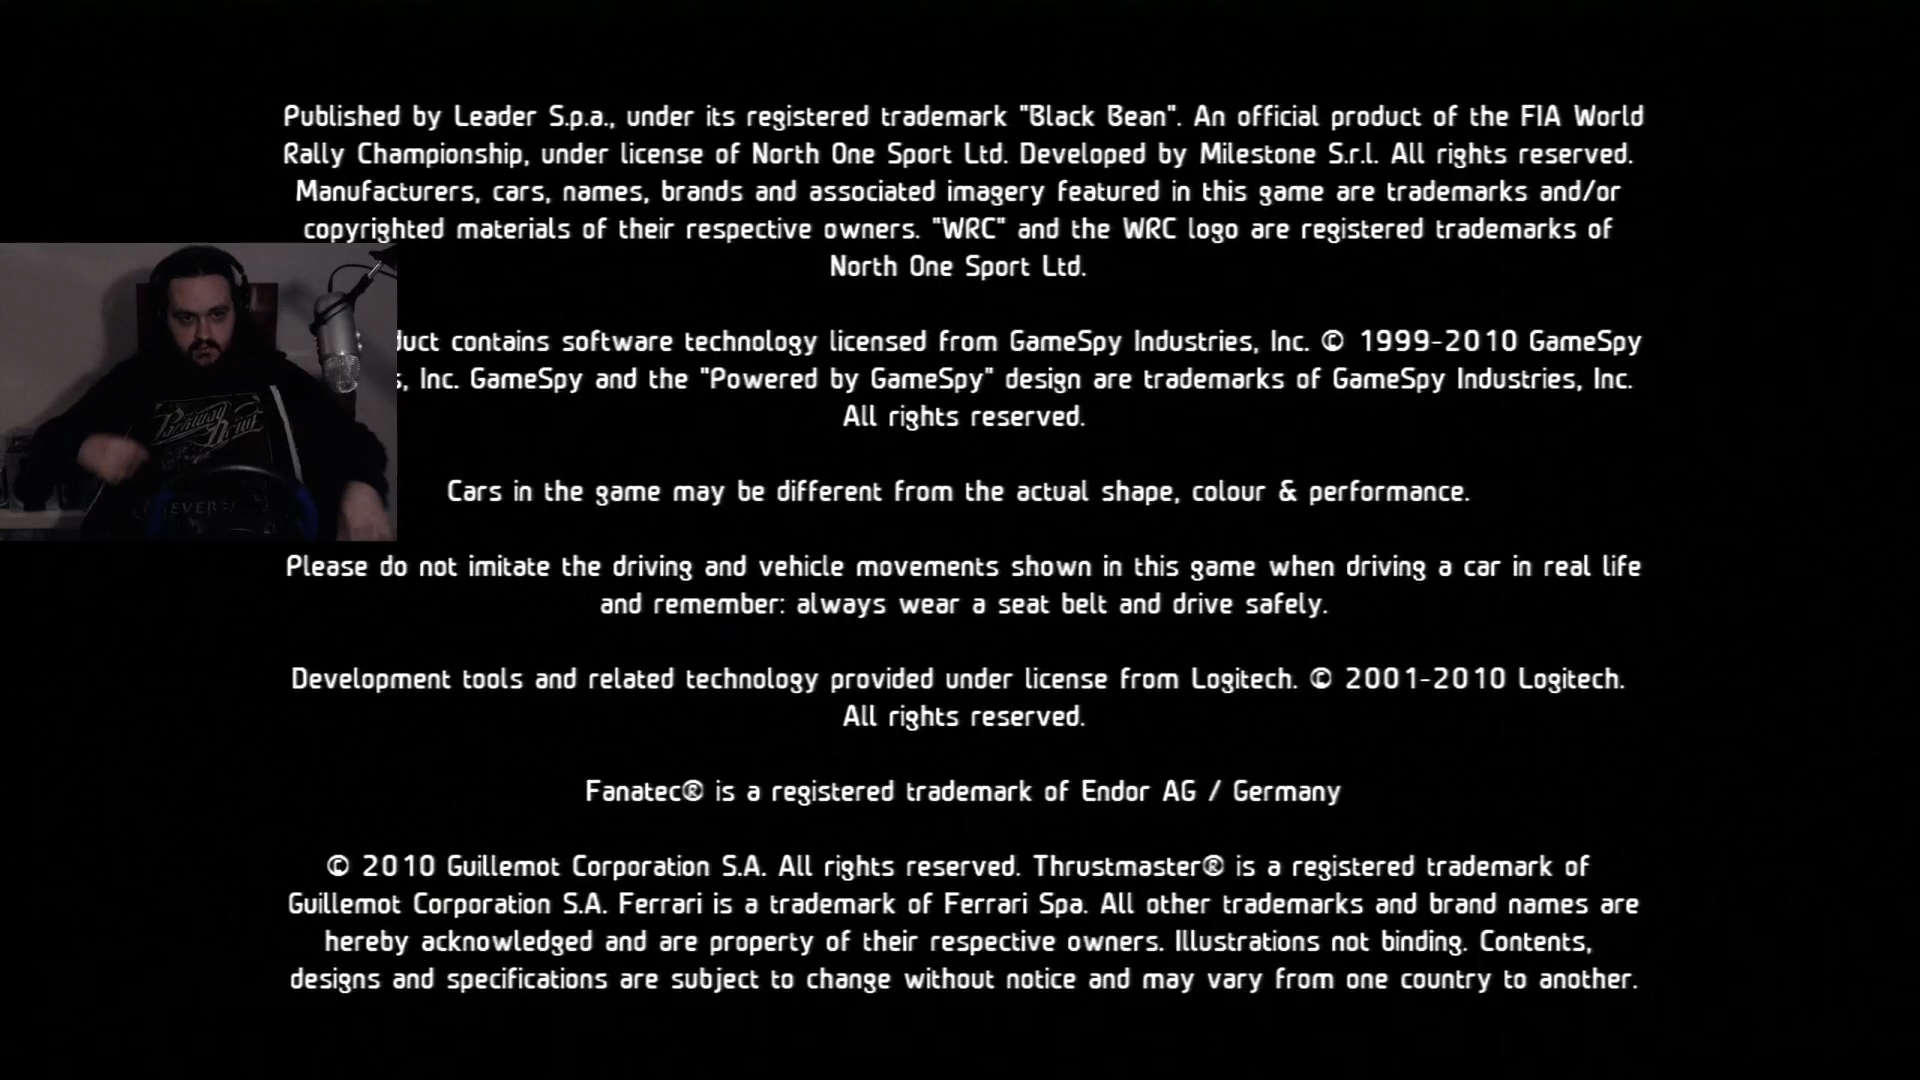 Published by Leader S.p.a., under its registered trademark "Black Bean". An official product of the FIA World
Rally Championship, under license of North One Sport Ltd. Developed by Milestone S.r.l. All rights reserved.
Manufacturers, cars, names, brands and associated imagery featured in this game are trademarks and/or
copyrighted materials of their respective owners. "WRC" and the WRC logo are registered trademarks of
North One Sport Ltd.
contains software technology licensed from GameSpy Industries, Inc. © 1999-2010 GameSpy
Inc. GameSpy and the "Powered by GameSpy" design are trademarks of GameSpy Industries, Inc.
All rights reserved.
Parkway
Drive
Cars in the game may be different from the actual shape, colour & performance.
Please do not imitate the driving and vehicle movements shown in this game when driving a car in real life
and remember: always wear a seat belt and drive safely.
Development tools and related technology provided under license from Logitech. © 2001-2010 Logitech.
All rights reserved.
Fanatec® is a registered trademark of Endor AG / Germany
© 2010 Guillemot Corporation S.A. All rights reserved. Thrustmaster® is a registered trademark of
Guillemot Corporation S.A. Ferrari is a trademark of Ferrari Spa. All other trademarks and brand names are
hereby acknowledged and are property of their respective owners. Illustrations not binding. Contents,
designs and specifications are subject to change without notice and may vary from one country to another.